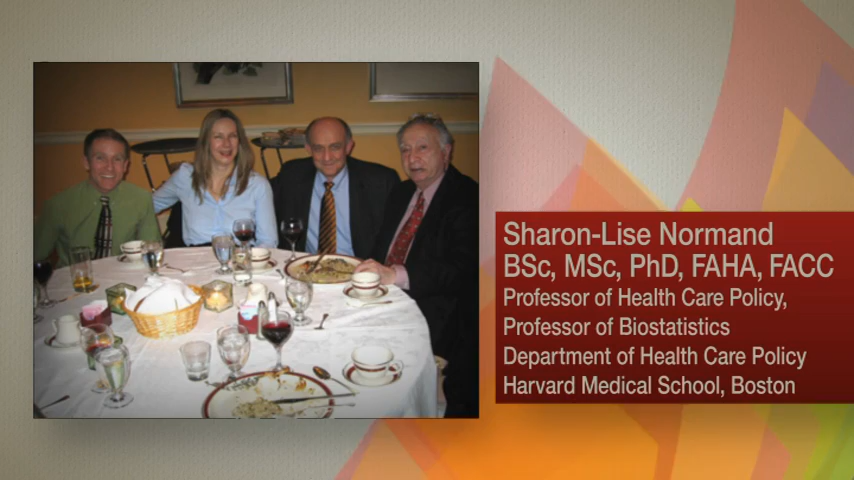 Sharon-Lise Normand
BSc, MSc, PhD, FAHA, FACC
Professor of Health Care Policy,
Professor of Biostatistics
Department of Health Care Policy
Harvard Medical School, Boston